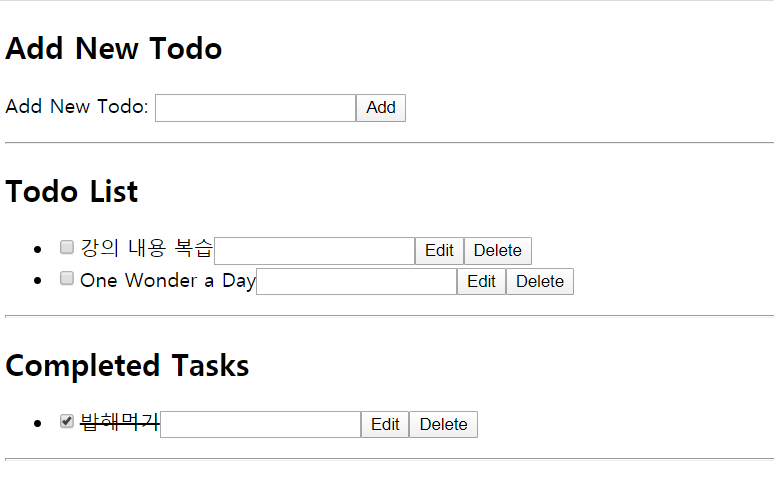 Add New Todo
Add New Todo: Add
Todo List
강의 내용 복습 Edit Delete
One Wonder a Day Edit Delete
Completed Tasks
밥해먹기 Edit Delete